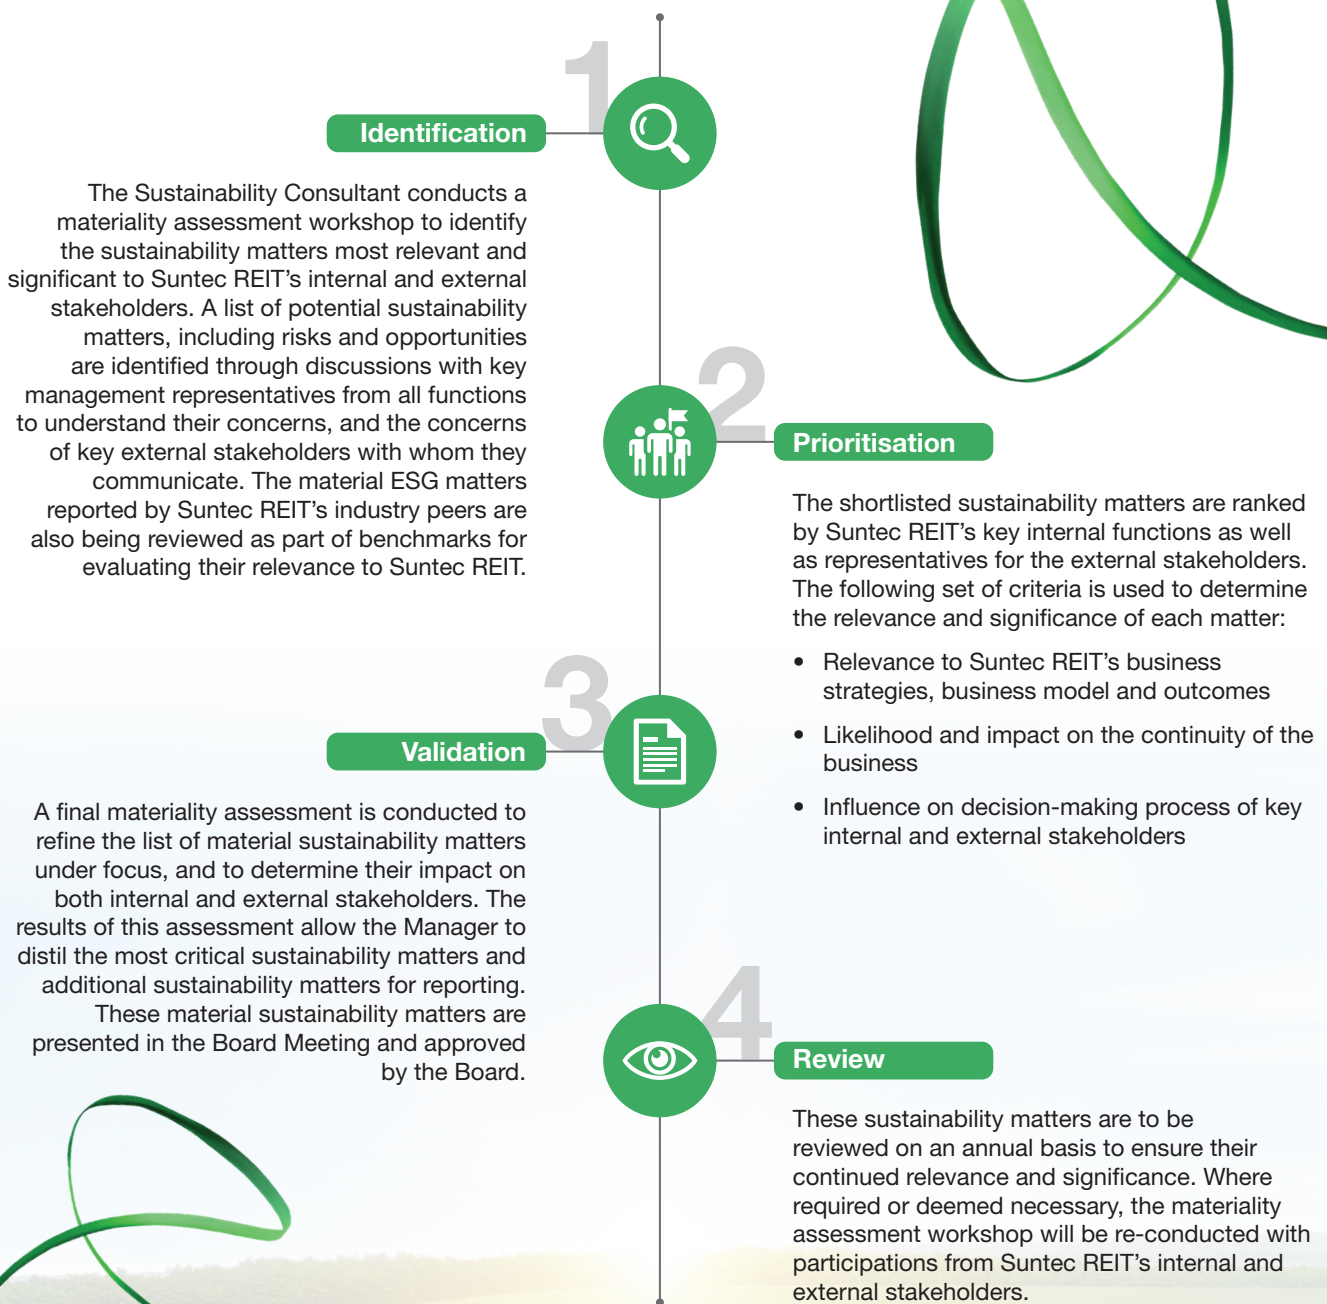 1
Identification
The Sustainability Consultant conducts a
materiality assessment workshop to identify
the sustainability matters most relevant and
significant to Suntec REIT’s internal and external
stakeholders. A list of potential sustainability
matters, including risks and opportunities
are identified through discussions with key
management representatives from all functions
to understand their concerns, and the concerns
of key external stakeholders with whom they
communicate. The material ESG matters
reported by Suntec REIT’s industry peers are
also being reviewed as part of benchmarks for
evaluating their relevance to Suntec REIT.
2
Prioritisation
The shortlisted sustainability matters are ranked
by Suntec REIT’s key internal functions as well
as representatives for the external stakeholders.
The following set of criteria is used to determine
the relevance and significance of each matter:
• Relevance to Suntec REIT’s business
strategies, business model and outcomes
• Likelihood and impact on the continuity of the
business
• Influence on decision-making process of key
internal and external stakeholders
3
Validation
A final materiality assessment is conducted to
refine the list of material sustainability matters
under focus, and to determine their impact on
both internal and external stakeholders. The
results of this assessment allow the Manager to
distil the most critical sustainability matters and
additional sustainability matters for reporting.
These material sustainability matters are
presented in the Board Meeting and approved
by the Board.
4
Review
These sustainability matters are to be
reviewed on an annual basis to ensure their
continued relevance and significance. Where
required or deemed necessary, the materiality
assessment workshop will be re-conducted with
participations from Suntec REIT’s internal and
external stakeholders.